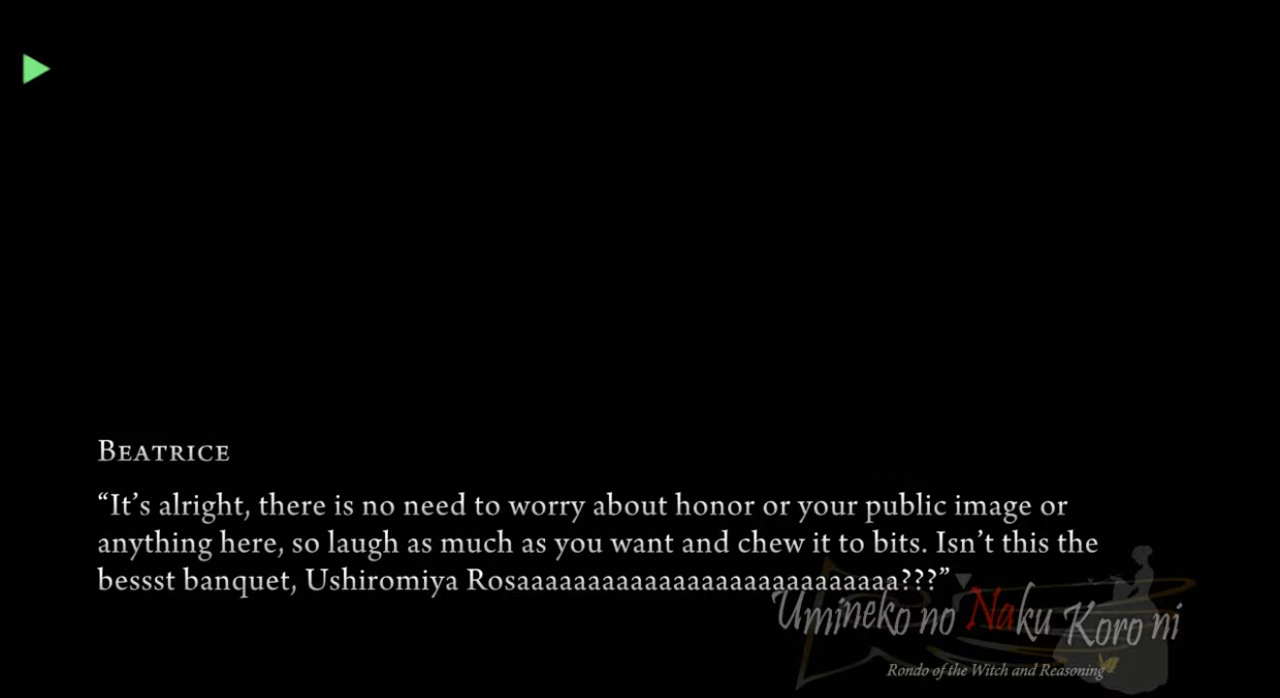 BEATRICE
“It’s alright, there is no need to worry about honor or your public image or
anything here, so laugh as much as you want and chew it to bits. Isn’t this the
bessst banquet, Ushiromiya Rosaaaaaaaaaaaaaaaaaaaaaaaaaaa???”
Umineko no Naku Koro ni
Rondo of the Witch and Reasoning